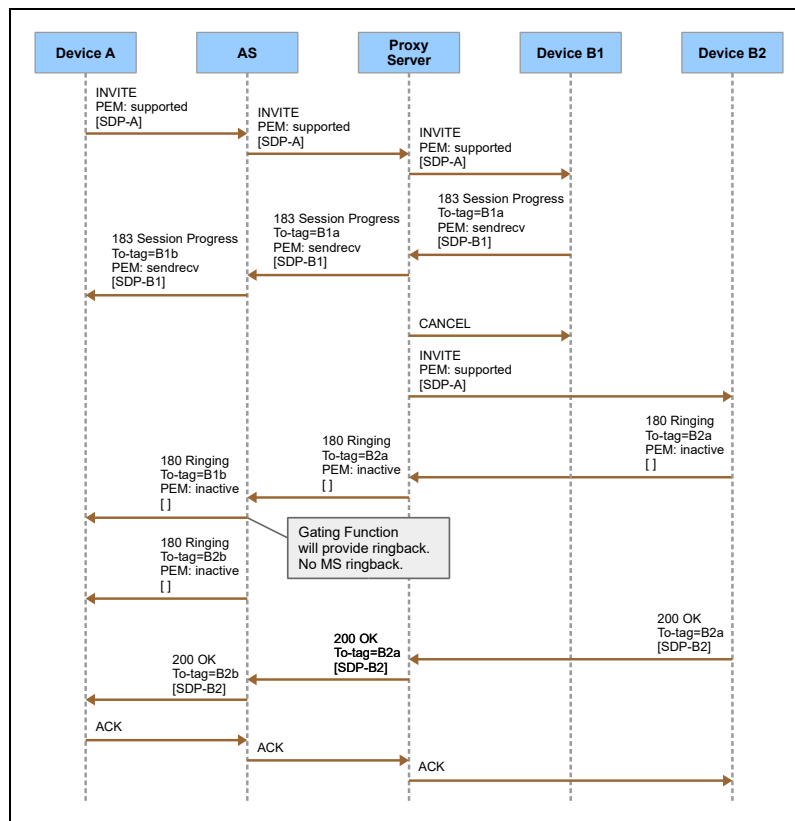 Device A
AS
Proxy
Server
Device B1
Device B2
INVITE
PEM: supported
[SDP-A]
INVITE
PEM: supported
[SDP-A]
INVITE
PEM: supported
[SDP-A]
183 Session Progress
To-tag=B1a
PEM: sendrecv
[SDP-B1]
183 Session Progress
To-tag=B1a
PEM: sendrecv
[SDP-B1]
183 Session Progress
To-tag=B1b
PEM: sendrecv
[SDP-B1]
CANCEL
INVITE
PEM: supported
[SDP-A]
180 Ringing
To-tag=B2a
PEM: inactive
[ ]
180 Ringing
To-tag=B2a
PEM: inactive
[ ]
180 Ringing
To-tag=B1b
PEM: inactive
[ ]
Gating Function
will provide ringback.
No MS ringback.
180 Ringing
To-tag=B2b
PEM: inactive
[ ]
200 OK
To-tag=B2a
[SDP-B2]
200 OK
To-tag=B2a
[SDP-B2]
200 OK
To-tag=B2b
[SDP-B2]
ACK
ACK
ACK